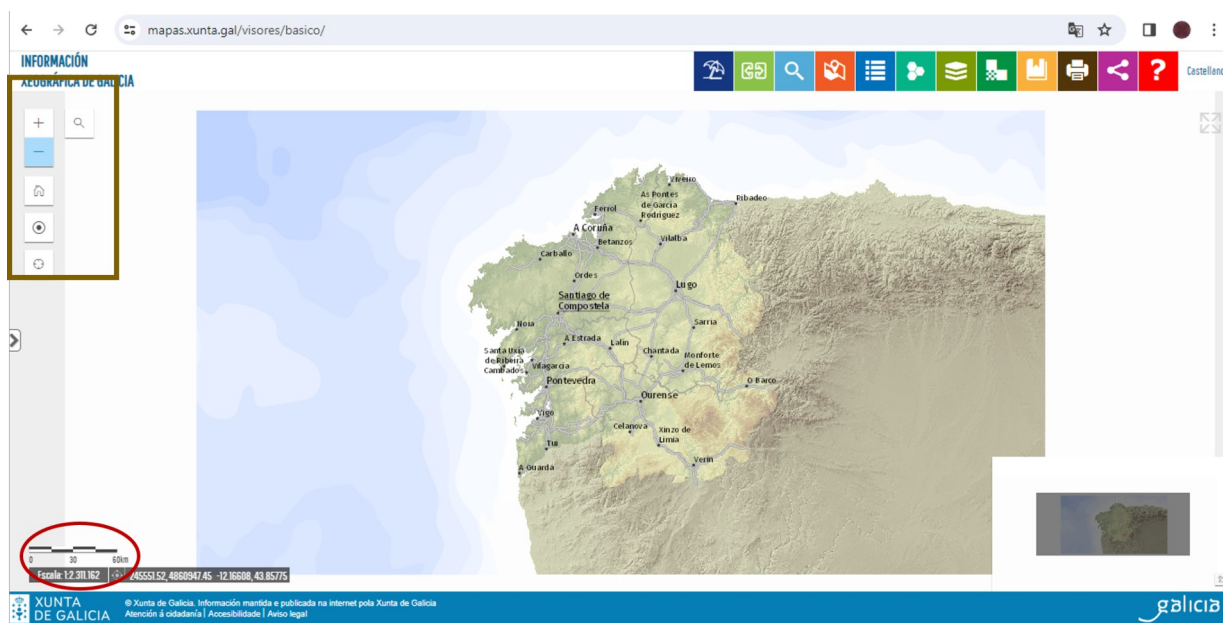 mapas.xunta.gal/visores/basico/
INFORMACIÓN
XEOGRÁFICA DE GALICIA
Castellano
Viveiro
As Pontes
de García
Rodríguez
Ribadeo
Ferrol
A Coruña
Betanzos
Vilalba
Carballo
Ordes
Lugo
Santiago de
Compostela
Noia
Sarria
A Estrada
Lalín
Santa Uxía
de Ribeira
Chantada
Monforte
de Lemos
Cambados
Vilagarcía
Pontevedra
O Barco
Ourense
Vigo
Celanova
Xinzo de
Limia
Tui
Verín
A Guarda
0 30 60km
Escala: 1:2.311.162 245551.52, 4860947.45 -12.16608, 43.85775
XUNTA
DE GALICIA
© Xunta de Galicia. Información mantida e publicada na internet pola Xunta de Galicia
Atención á cidadanía | Accesibilidade | Aviso legal
galicia